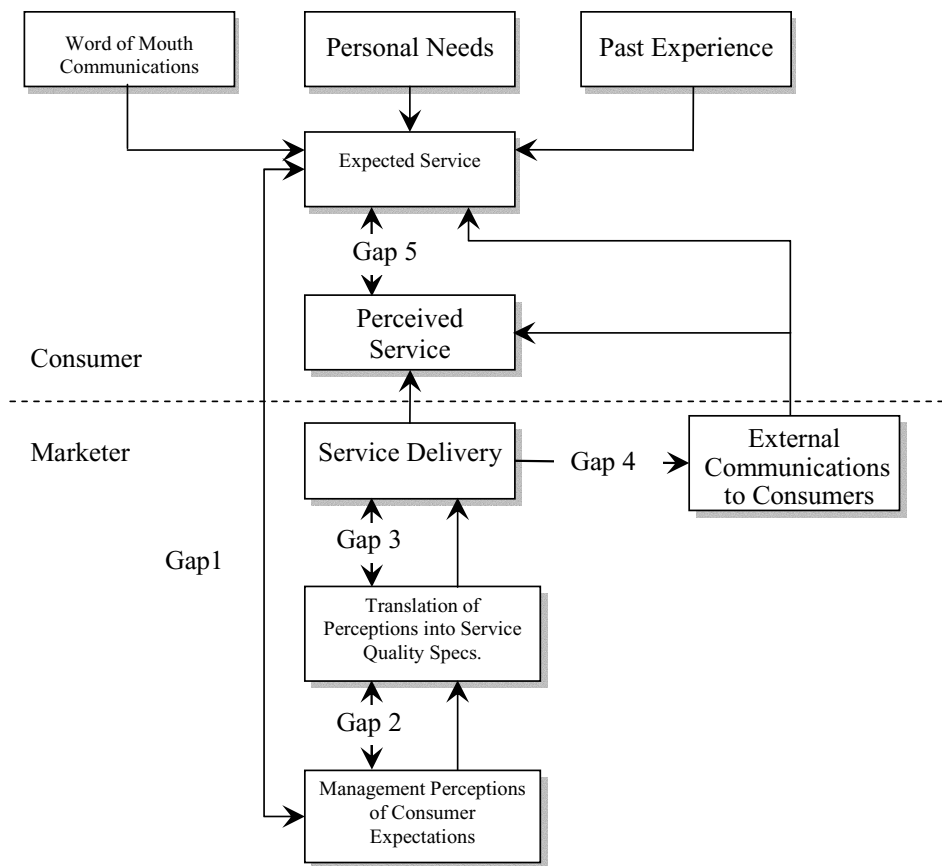 Word of Mouth
Communications
Personal Needs
Past Experience
Expected Service
Gap 5
Perceived
Service
Consumer
Marketer
Service Delivery
Gap 4
External
Communications
to Consumers
Gap 3
Gap1
Translation of
Perceptions into Service
Quality Specs.
Gap 2
Management Perceptions
of Consumer
Expectations